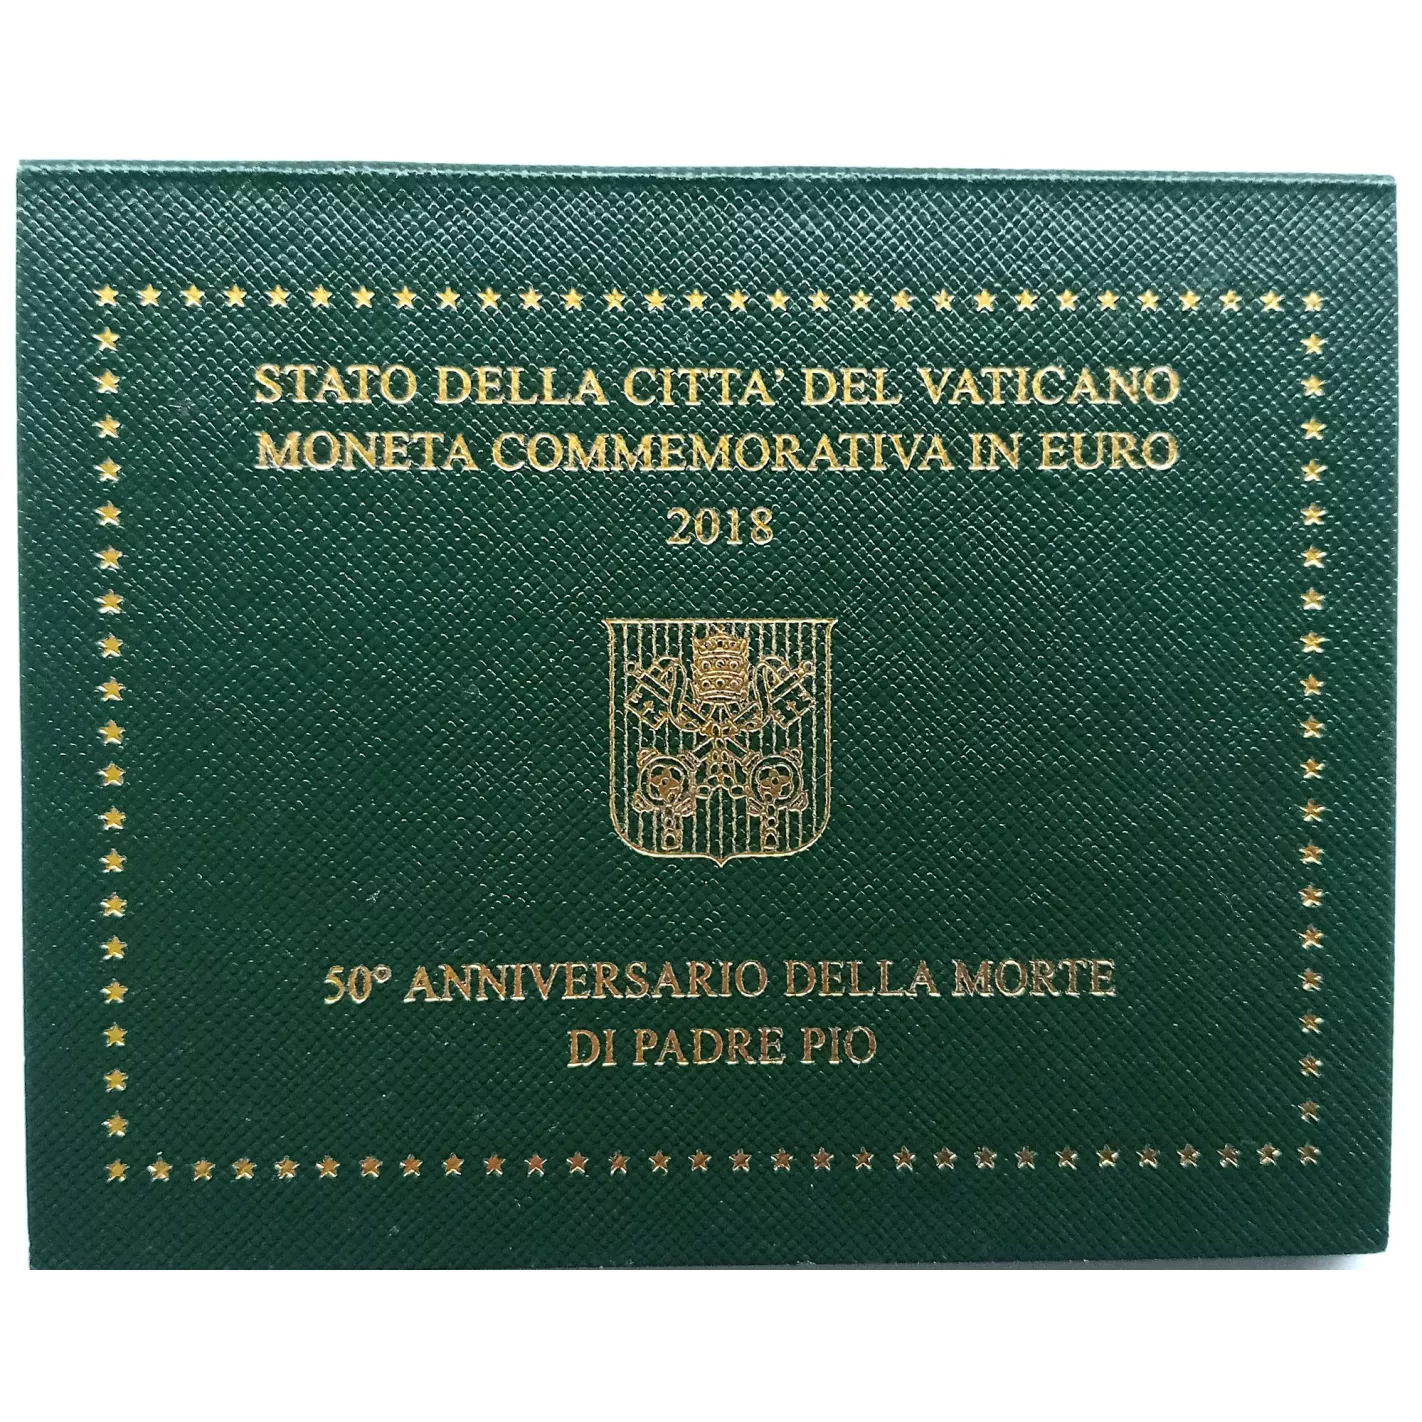 STATO DELLA CITTA' DEL VATICANO
MONETA COMMEMORATIVA IN EURO
2018
50° ANNIVERSARIO DELLA MORTE
DI PADRE PIO